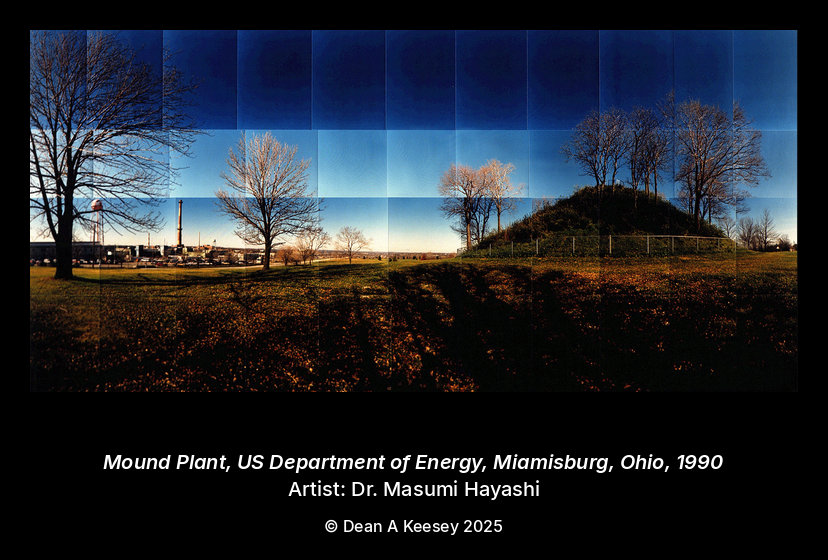 Mound Plant, US Department of Energy, Miamisburg, Ohio, 1990
Artist: Dr. Masumi Hayashi
© Dean A Keesey 2025